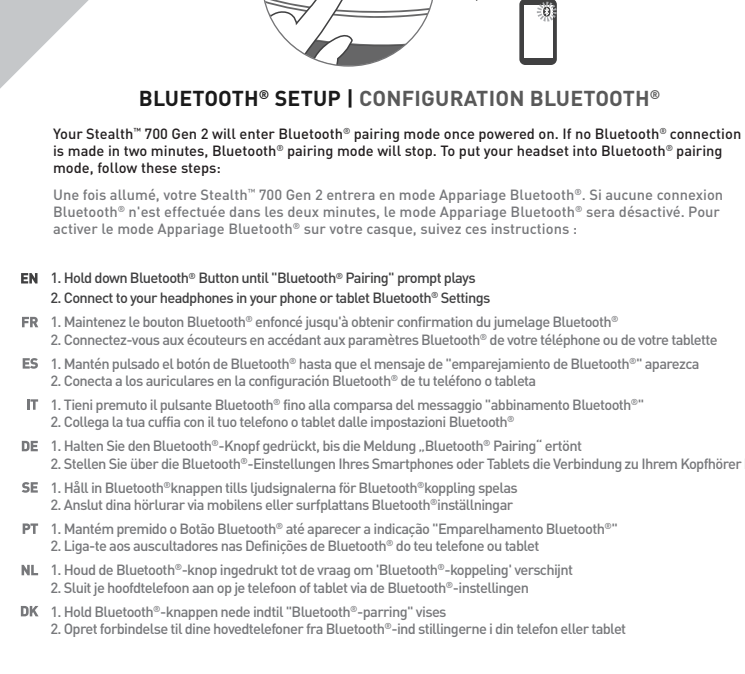 BLUETOOTH® SETUP | CONFIGURATION BLUETOOTH®
Your Stealth™ 700 Gen 2 will enter Bluetooth® pairing mode once powered on. If no Bluetooth® connection
is made in two minutes, Bluetooth® pairing mode will stop. To put your headset into Bluetooth® pairing
mode, follow these steps:
Une fois allumé, votre Stealth™ 700 Gen 2 entrera en mode Appariage Bluetooth®. Si aucune connexion
Bluetooth® n'est effectuée dans les deux minutes, le mode Appariage Bluetooth® sera désactivé. Pour
activer le mode Appariage Bluetooth® sur votre casque, suivez ces instructions :
EN 1. Hold down Bluetooth® Button until "Bluetooth® Pairing" prompt plays
2. Connect to your headphones in your phone or tablet Bluetooth® Settings
FR 1. Maintenez le bouton Bluetooth® enfoncé jusqu'à obtenir confirmation du jumelage Bluetooth®
2. Connectez-vous aux écouteurs en accédant aux paramètres Bluetooth® de votre téléphone ou de votre tablette
ES 1. Mantén pulsado el botón de Bluetooth® hasta que el mensaje de "emparejamiento de Bluetooth®" aparezca
2. Conecta a los auriculares en la configuración Bluetooth® de tu teléfono o tableta
IT 1. Tieni premuto il pulsante Bluetooth® fino alla comparsa del messaggio "abbinamento Bluetooth®"
2. Collega la tua cuffia con il tuo telefono o tablet dalle impostazioni Bluetooth®
DE 1. Halten Sie den Bluetooth®-Knopf gedrückt, bis die Meldung „Bluetooth® Pairing“ ertönt
2. Stellen Sie über die Bluetooth®-Einstellungen Ihres Smartphones oder Tablets die Verbindung zu Ihrem Kopfhörer
SE 1. Håll in Bluetooth®knappen tills ljudsignalerna för Bluetooth®koppling spelas
2. Anslut dina hörlurar via mobilens eller surfplattans Bluetooth®inställningar
PT 1. Mantém premido o Botão Bluetooth® até aparecer a indicação "Emparelhamento Bluetooth®"
2. Liga-te aos auscultadores nas Definições de Bluetooth® do teu telefone ou tablet
NL 1. Houd de Bluetooth®-knop ingedrukt tot de vraag om 'Bluetooth®-koppeling' verschijnt
2. Sluit je hoofdtelefoon aan op je telefoon of tablet via de Bluetooth®-instellingen
DK 1. Hold Bluetooth®-knappen nede indtil "Bluetooth®-parring" vises
2. Opret forbindelse til dine hovedtelefoner fra Bluetooth®-ind stillingerne i din telefon eller tablet